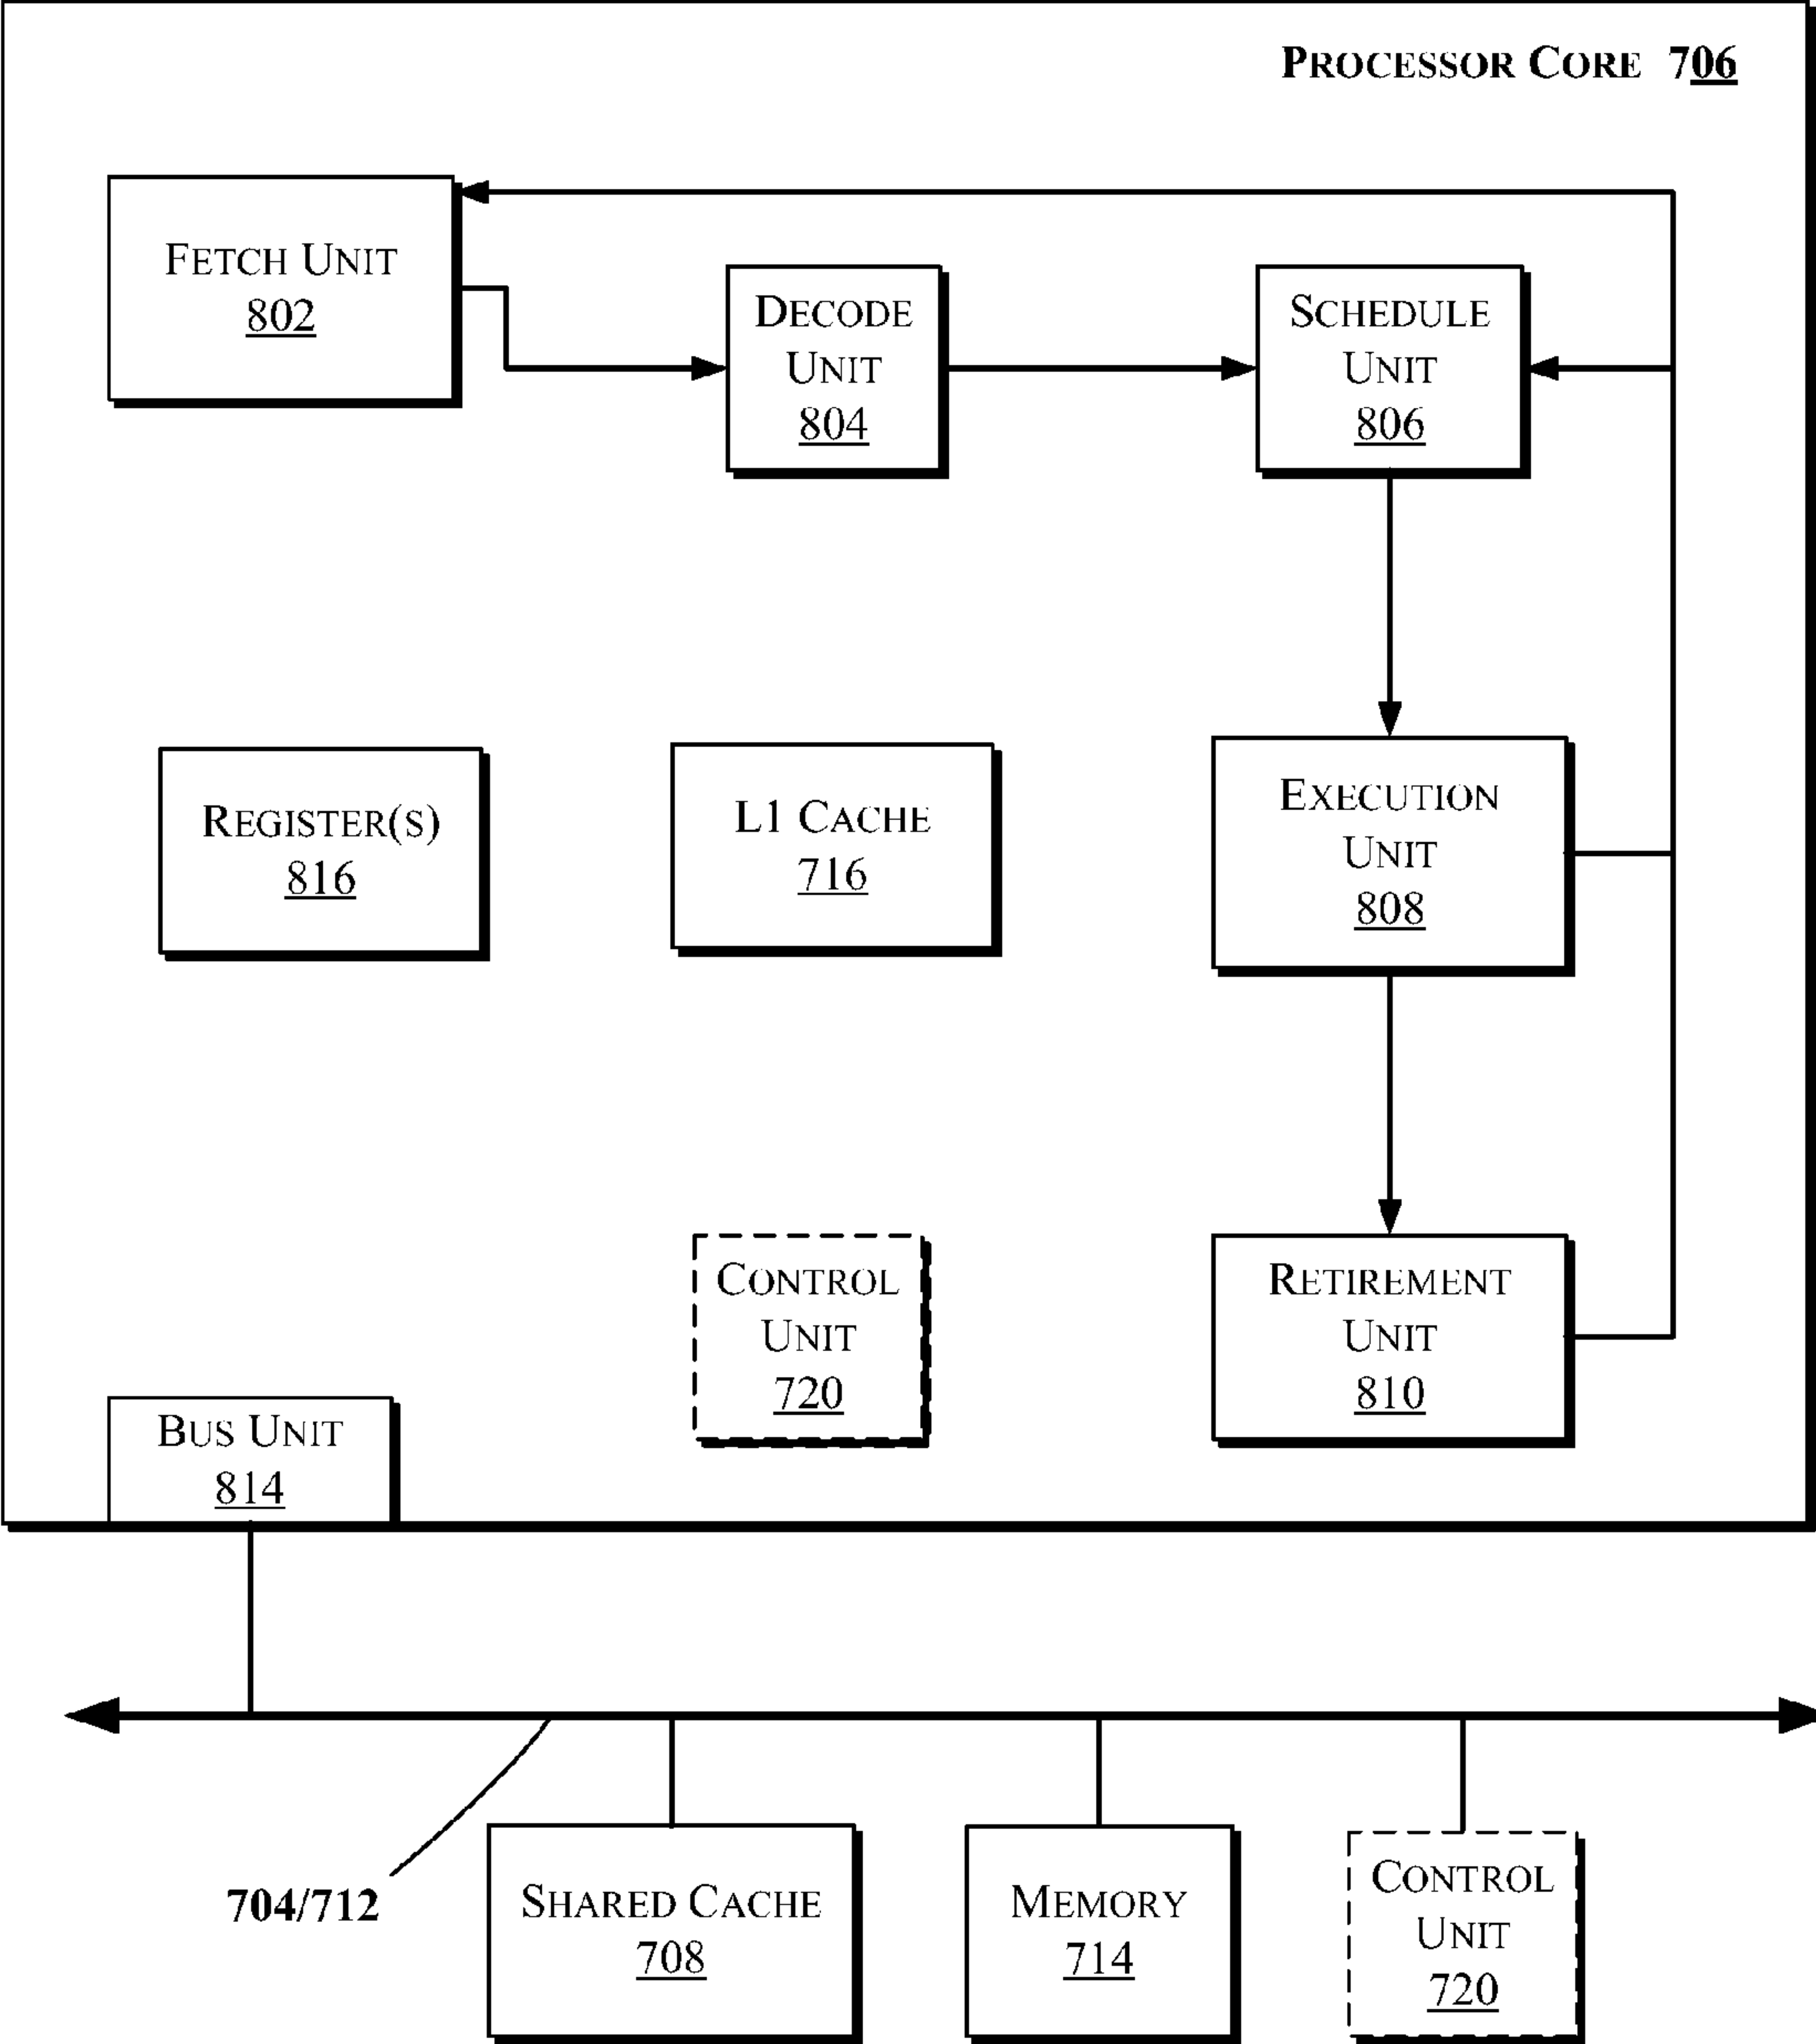 PROCESSOR CORE 706
FETCH UNIT
802
DECODE
UNIT
804
SCHEDULE
UNIT
806
REGISTER(S)
816
L1 CACHE
716
EXECUTION
UNIT
808
CONTROL
UNIT
720
RETIREMENT
UNIT
810
BUS UNIT
814
704/712
SHARED CACHE
708
MEMORY
714
CONTROL
UNIT
720